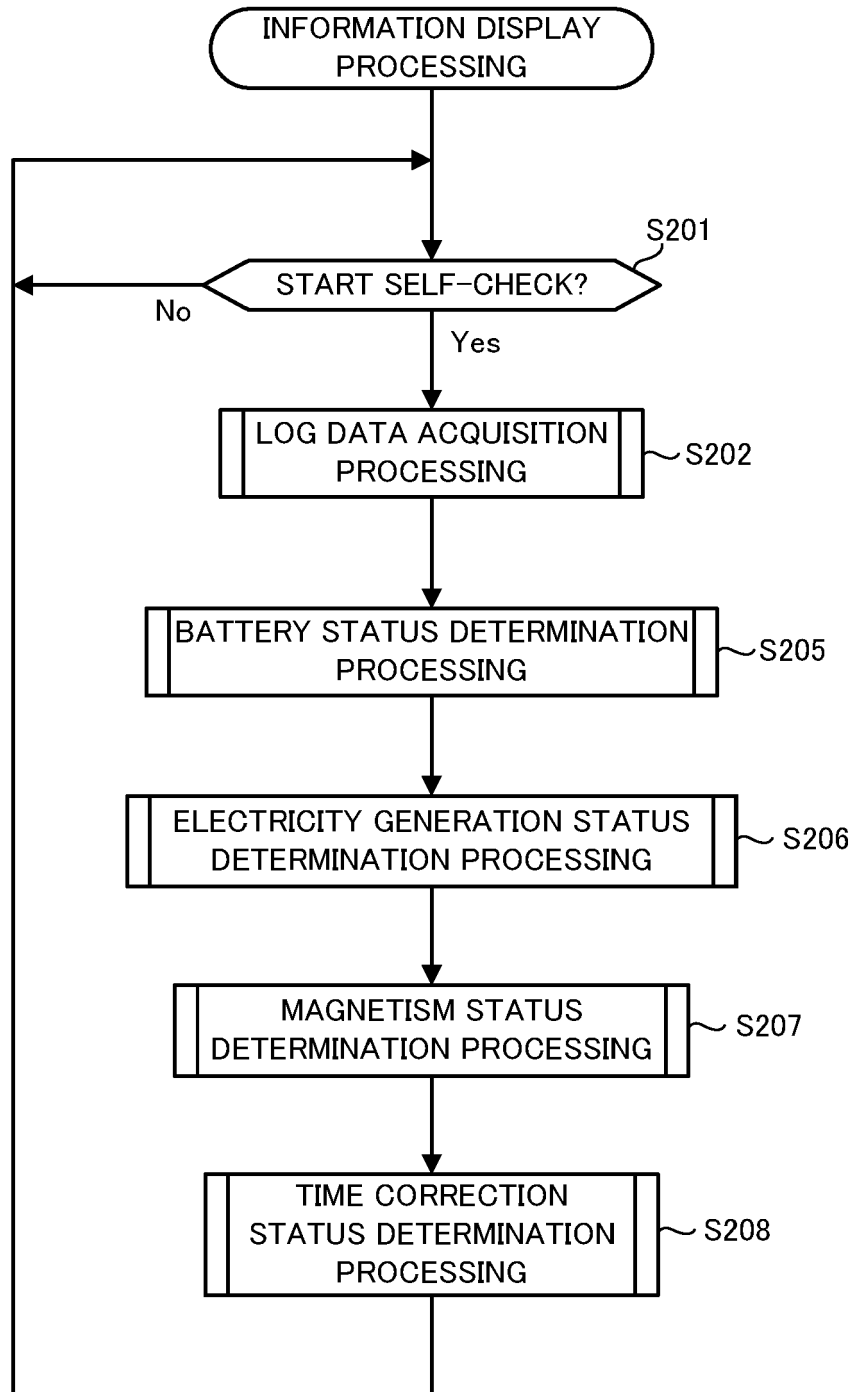 INFORMATION DISPLAY
PROCESSING
S201
START SELF-CHECK?
No
Yes
LOG DATA ACQUISITION
PROCESSING
S202
BATTERY STATUS DETERMINATION
PROCESSING
S205
ELECTRICITY GENERATION STATUS
DETERMINATION PROCESSING
S206
MAGNETISM STATUS
DETERMINATION PROCESSING
S207
TIME CORRECTION
STATUS DETERMINATION
PROCESSING
S208